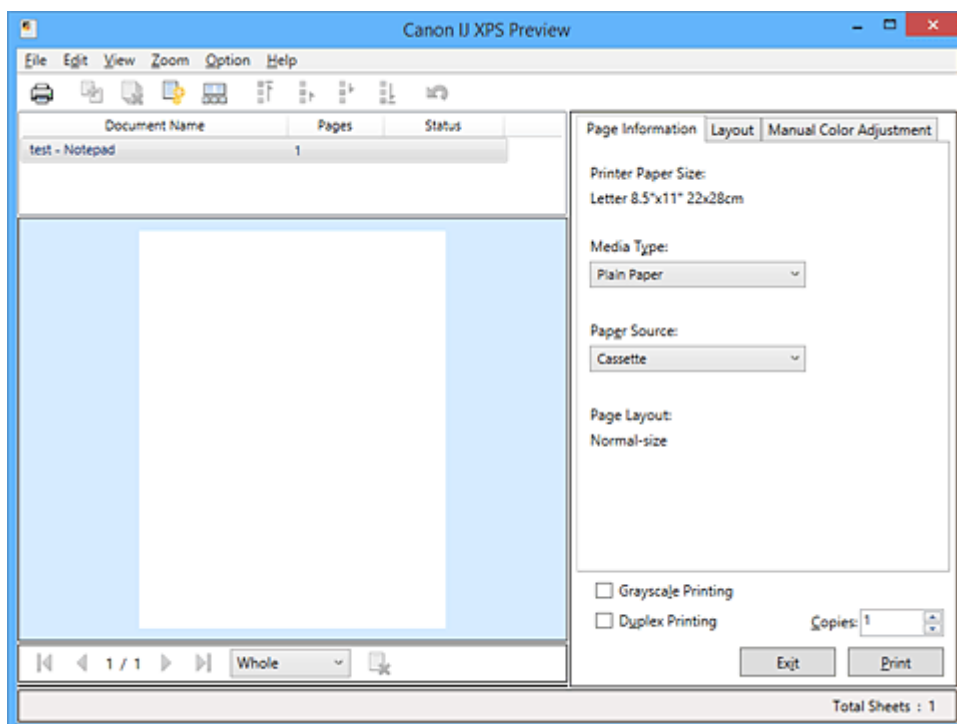 Canon IJ XPS Preview
File Edit View Zoom Option Help
Document Name Pages Status
test - Notepad 1
Page Information Layout Manual Color Adjustment
Printer Paper Size:
Letter 8.5"x11" 22x28cm
Media Type:
Plain Paper
Paper Source:
Cassette
Page Layout:
Normal-size
Grayscale Printing
Duplex Printing Copies: 1
1 / 1 Whole Exit Print
Total Sheets : 1